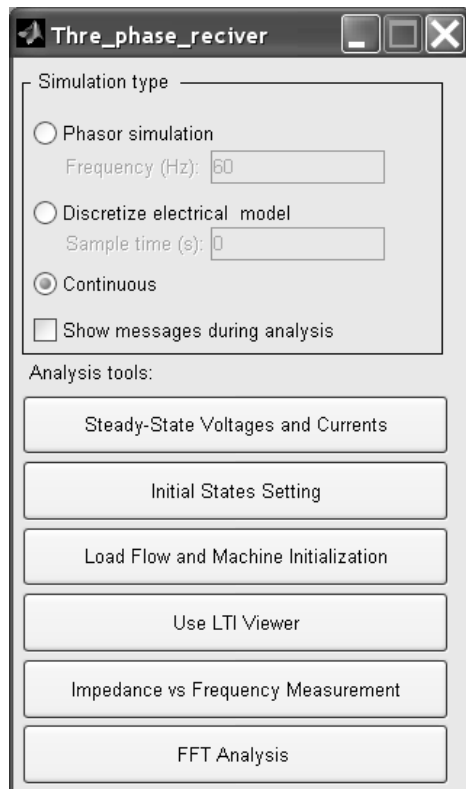 Thre_phase_reciver
Simulation type
Phasor simulation
Frequency (Hz): 60
Discretize electrical model
Sample time (s): 0
Continuous
Show messages during analysis
Analysis tools:
Steady-State Voltages and Currents
Initial States Setting
Load Flow and Machine Initialization
Use LTI Viewer
Impedance vs Frequency Measurement
FFT Analysis